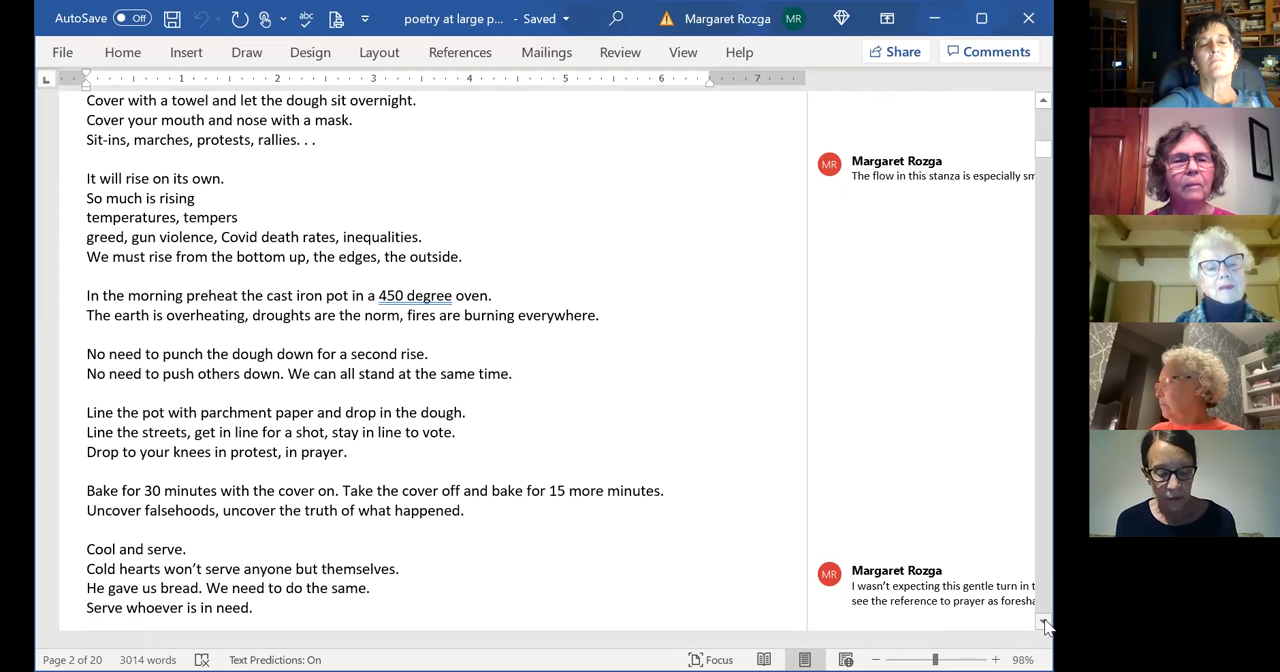 AutoSave Off poetry at large p... - Saved Margaret Rozga MR
File Home Insert Draw Design Layout References Mailings Review View Help Share Comments
1 2 3 4 5 6 7
Cover with a towel and let the dough sit overnight.
Cover your mouth and nose with a mask.
Sit-ins, marches, protests, rallies. . .
MR Margaret Rozga
The flow in this stanza is especially sm
It will rise on its own.
So much is rising
temperatures, tempers
greed, gun violence, Covid death rates, inequalities.
We must rise from the bottom up, the edges, the outside.
In the morning preheat the cast iron pot in a 450 degree oven.
The earth is overheating, droughts are the norm, fires are burning everywhere.
No need to punch the dough down for a second rise.
No need to push others down. We can all stand at the same time.
Line the pot with parchment paper and drop in the dough.
Line the streets, get in line for a shot, stay in line to vote.
Drop to your knees in protest, in prayer.
Bake for 30 minutes with the cover on. Take the cover off and bake for 15 more minutes.
Uncover falsehoods, uncover the truth of what happened.
Cool and serve.
Cold hearts won't serve anyone but themselves.
He gave us bread. We need to do the same.
Serve whoever is in need.
MR Margaret Rozga
I wasn't expecting this gentle turn in t
see the reference to prayer as foresha
Page 2 of 20 3014 words Text Predictions: On Focus 98%